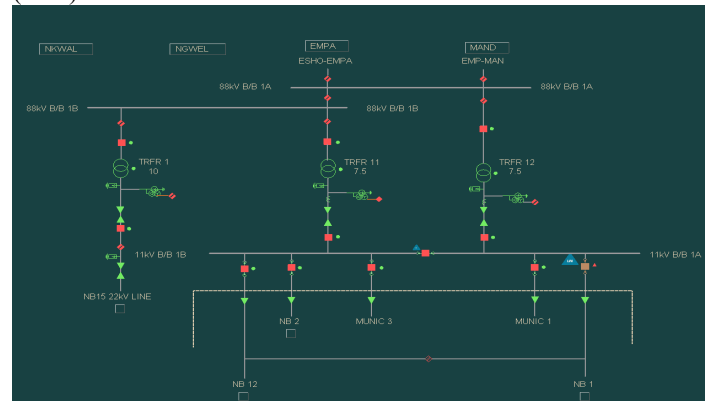 NKWAL
NGWEL
EMPA
MAND
ESHO-EMPA
EMP-MAN
88kV B/B 1A
88kV B/B 1A
88kV B/B 1B
88kV B/B 1B
TRFR 1
10
TRFR 11
7.5
TRFR 12
7.5
11kV B/B 1B
11kV B/B 1A
NB15 22kV LINE
NB 2
MUNIC 3
MUNIC 1
NB 12
NB 1